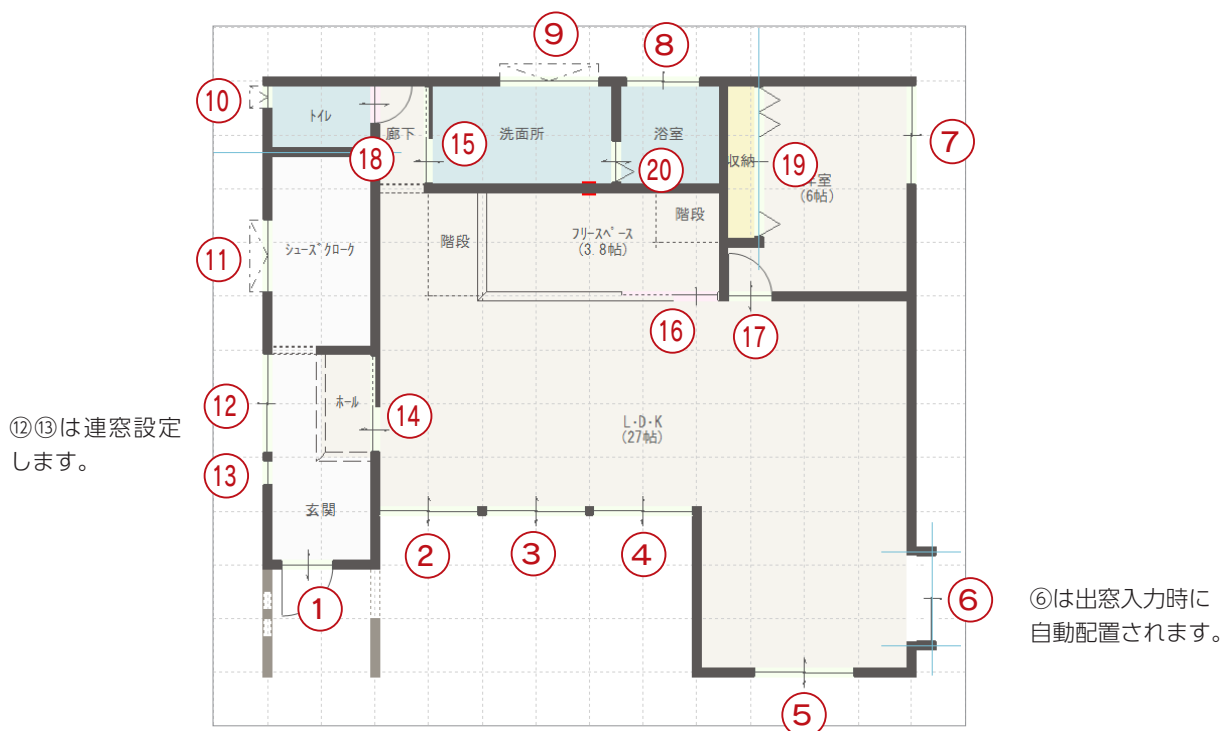 ⑨
⑧
⑩
トイレ
廊下
洗面所
浴室
⑦
⑱
⑮
⑳
収納
⑲
室
(6帖)
階段
階段
シューズクローク
フリースペース
(3.8帖)
⑪
⑯
⑰
⑫
ホール
⑭
L・D・K
(27帖)
⑫⑬は連窓設定
します。
⑬
玄関
②
③
④
①
⑥
⑥は出窓入力時に
自動配置されます。
⑤